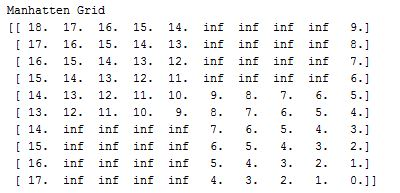 Manhatten Grid
[[ 18. 17. 16. 15. 14. inf inf inf inf 9.]
[ 17. 16. 15. 14. 13. inf inf inf inf 8.]
[ 16. 15. 14. 13. 12. inf inf inf inf 7.]
[ 15. 14. 13. 12. 11. inf inf inf inf 6.]
[ 14. 13. 12. 11. 10. 9. 8. 7. 6. 5.]
[ 13. 12. 11. 10. 9. 8. 7. 6. 5. 4.]
[ 14. inf inf inf inf 7. 6. 5. 4. 3.]
[ 15. inf inf inf inf 6. 5. 4. 3. 2.]
[ 16. inf inf inf inf 5. 4. 3. 2. 1.]
[ 17. inf inf inf inf 4. 3. 2. 1. 0.]]